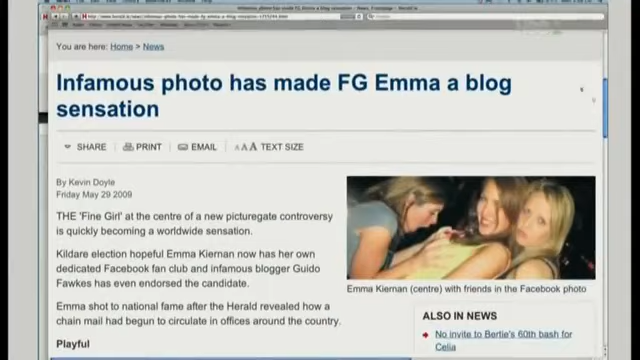 You are here: Home > News
Infamous photo has made FG Emma a blog
sensation
SHARE PRINT EMAIL A A A TEXT SIZE
By Kevin Doyle
Friday May 29 2009
THE 'Fine Girl' at the centre of a new picturegate controversy
is quickly becoming a worldwide sensation.
Kildare election hopeful Emma Kiernan now has her own
dedicated Facebook fan club and infamous blogger Guido
Fawkes has even endorsed the candidate.
Emma shot to national fame after the Herald revealed how a
chain mail had begun to circulate in offices around the country.
Playful
Emma Kiernan (centre) with friends in the Facebook photo
ALSO IN NEWS
No invite to Bertie's 60th bash for
Celia